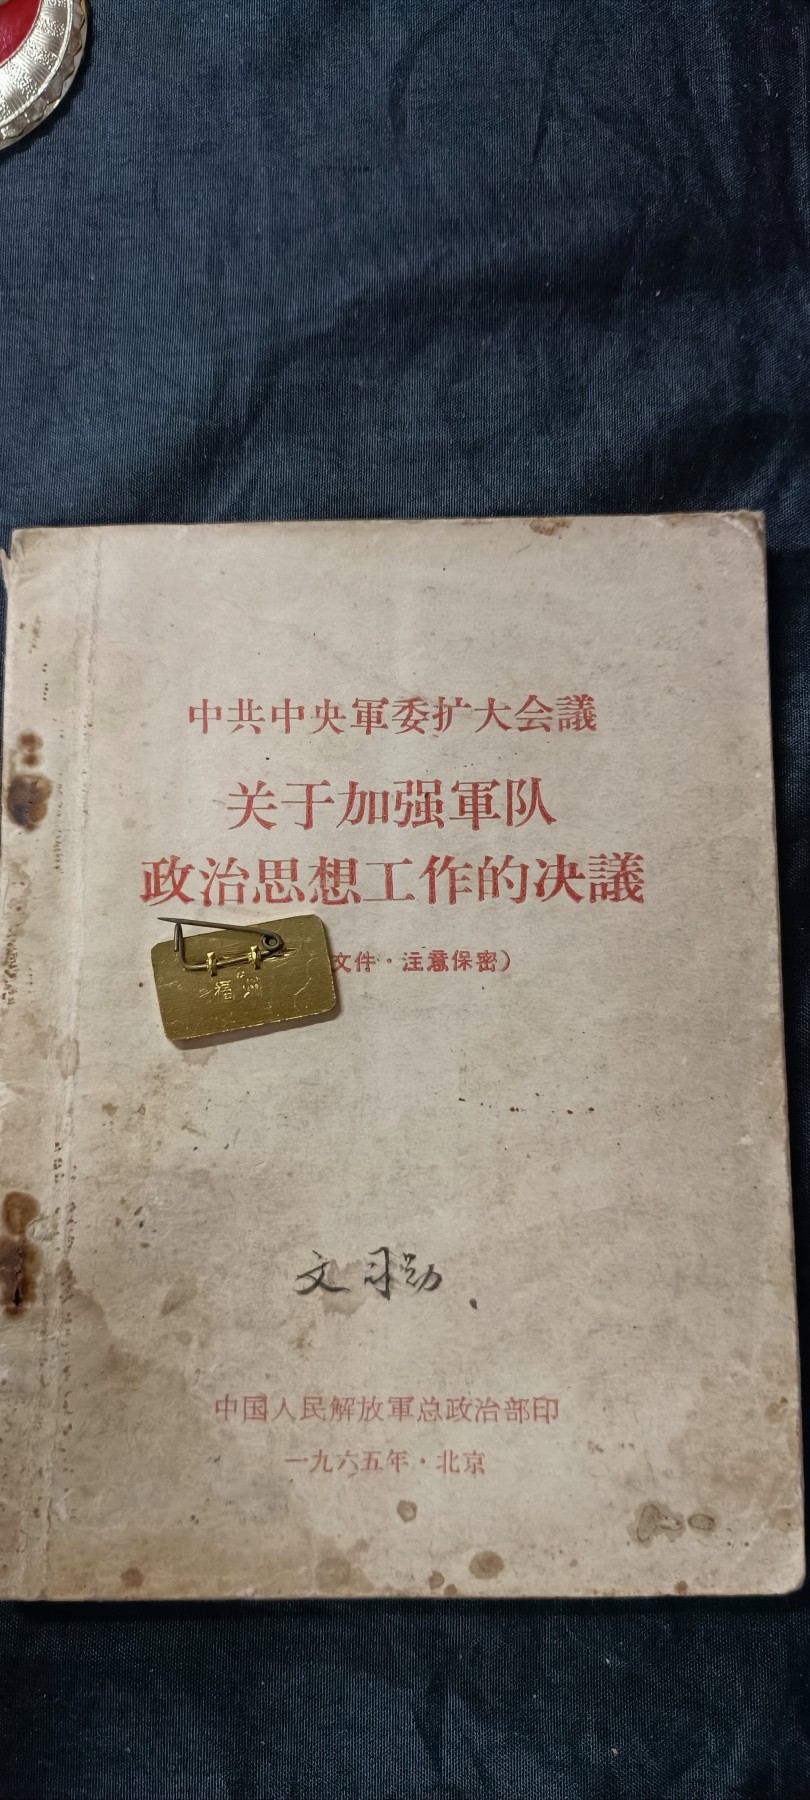 中共中央軍委扩大会議
关于加强軍队
政治思想工作的决議
文件·注意保密）
福州
文
中国人民解放軍总政治部印
一九六五年·北京